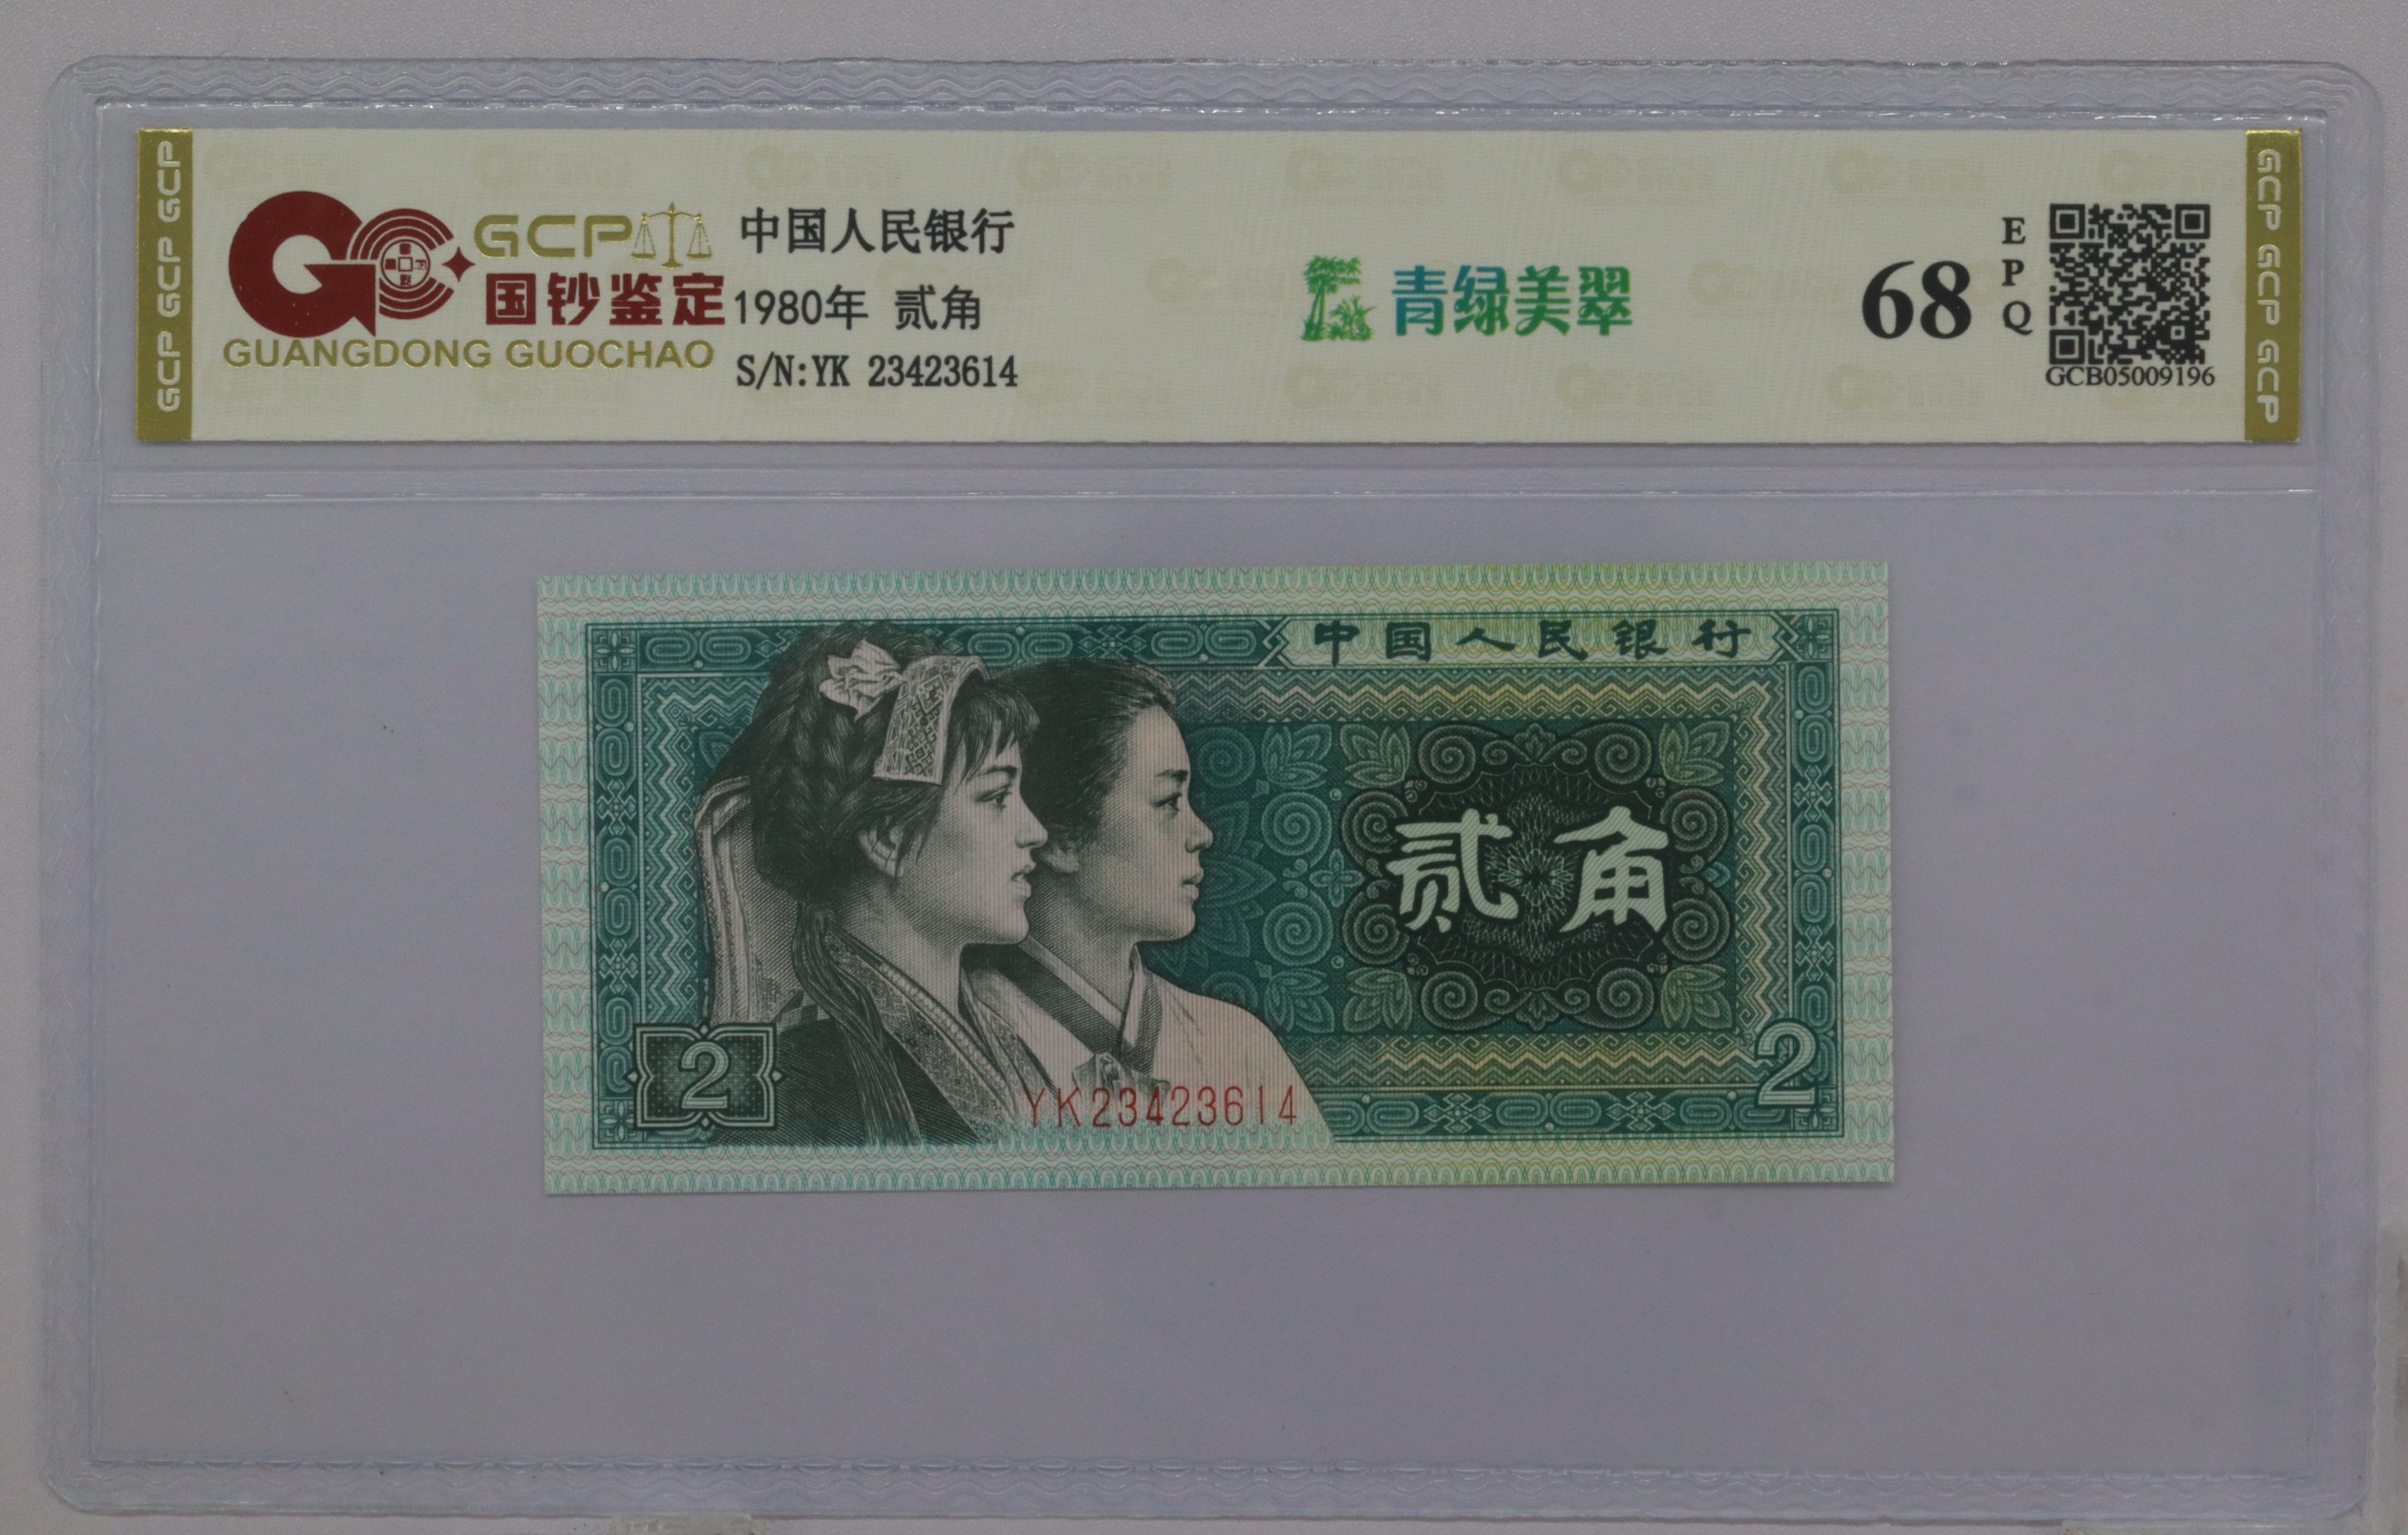 GCP GCP GCP
GCP
国钞鉴定
GUANGDONG GUOCHAO
中国人民银行
1980年 贰角
S/N:YK 23423614
青绿美翠
68
EPQ
GCB05009196
GCP GCP GCP
中国人民银行
贰角
2
2
YK23423614